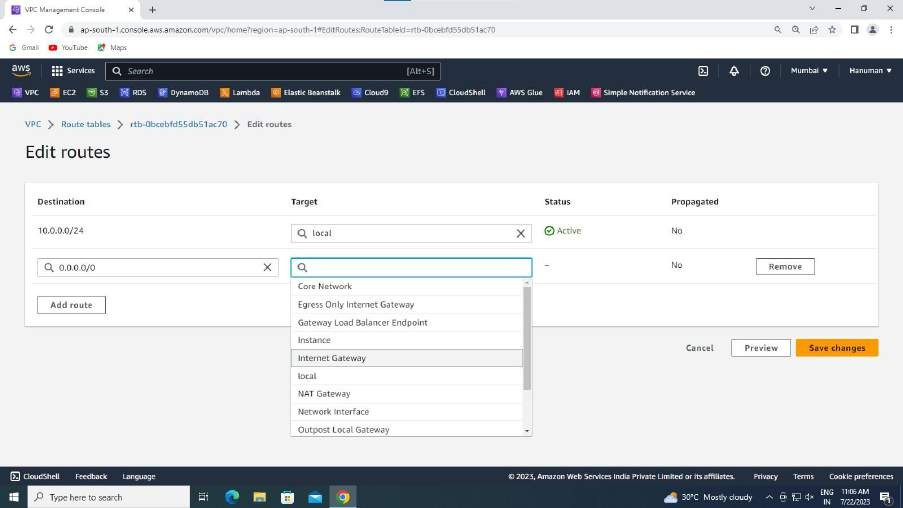 VPC Management Console
ap-south-1.console.aws.amazon.com/vpc/home?region=ap-south-1#EditRoutes:RouteTableId=rtb-0bcebfd55db51ac70
Gmail YouTube Maps
aws Services Search [Alt+S] Mumbai Hanuman
VPC EC2 S3 RDS DynamoDB Lambda Elastic Beanstalk Cloud9 EFS CloudShell AWS Glue IAM Simple Notification Service
VPC Route tables rtb-0bcebfd55db51ac70 Edit routes
Edit routes
Destination Target Status Propagated
10.0.0.0/24 local Active No
0.0.0.0/0 – No Remove
Core Network
Egress Only Internet Gateway
Add route
Gateway Load Balancer Endpoint
Instance
Cancel Preview Save changes
Internet Gateway
local
NAT Gateway
Network Interface
Outpost Local Gateway
CloudShell Feedback Language © 2023, Amazon Web Services India Private Limited or its affiliates. Privacy Terms Cookie preferences
Type here to search 30°C Mostly cloudy ENG 11:06 AM
IN 7/22/2023 1